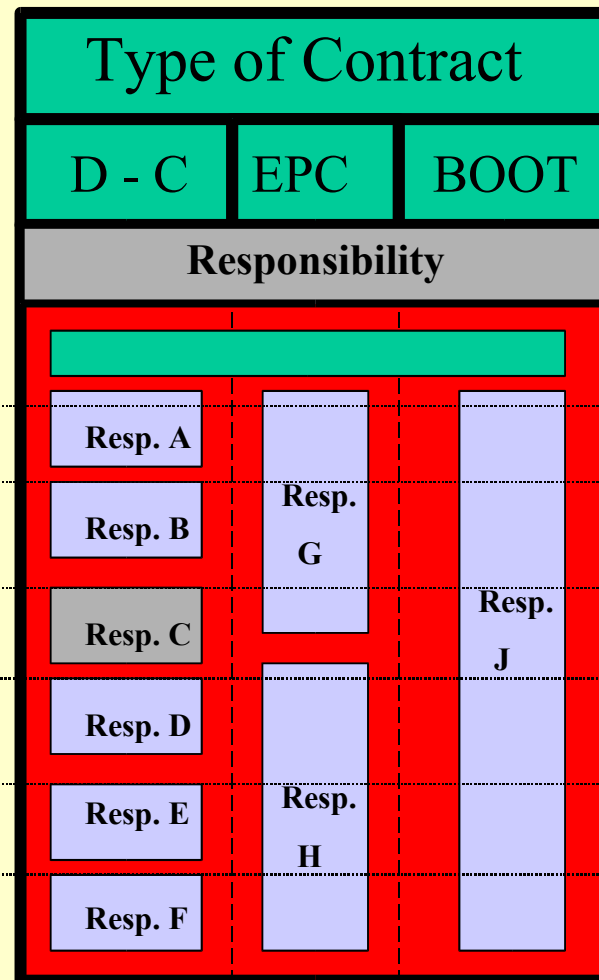 Type of Contract
D - C EPC BOOT
Responsibility
Resp. A
Resp. B
Resp. C
Resp. D
Resp. E
Resp. F
Resp.
G
Resp.
H
Resp.
J